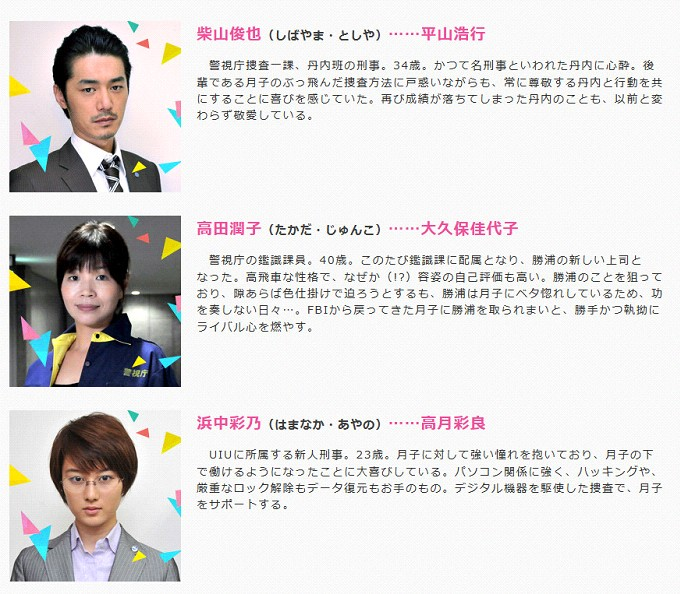 柴山俊也（しばやま・としや）……平山浩行
警視庁捜査一課、丹内班の刑事。34歳。かつて名刑事といわれた丹内に心酔。後
輩である月子のぶっ飛んだ捜査方法に戸惑いながらも、常に尊敬する丹内と行動を共
にすることに喜びを感じていた。再び成績が落ちてしまった丹内のことも、以前と変
わらず敬愛している。
高田潤子（たかだ・じゅんこ）……大久保佳代子
警視庁の鑑識課員。40歳。このたび鑑識課に配属となり、勝浦の新しい上司と
なった。高飛車な性格で、なぜか（!?）容姿の自己評価も高い。勝浦のことを狙って
おり、隙あらば色仕掛けで迫ろうとするも、勝浦は月子にベタ惚れしているため、功
を奏しない日々…。FBIから戻ってきた月子に勝浦を取られまいと、勝手かつ執拗に
ライバル心を燃やす。
警視庁
浜中彩乃（はまなか・あやの）……高月彩良
UIUに所属する新人刑事。23歳。月子に対して強い憧れを抱いており、月子の下
で働けるようになったことに大喜びしている。パソコン関係に強く、ハッキングや、
厳重なロック解除もデータ復元もお手のもの。デジタル機器を駆使した捜査で、月子
をサポートする。